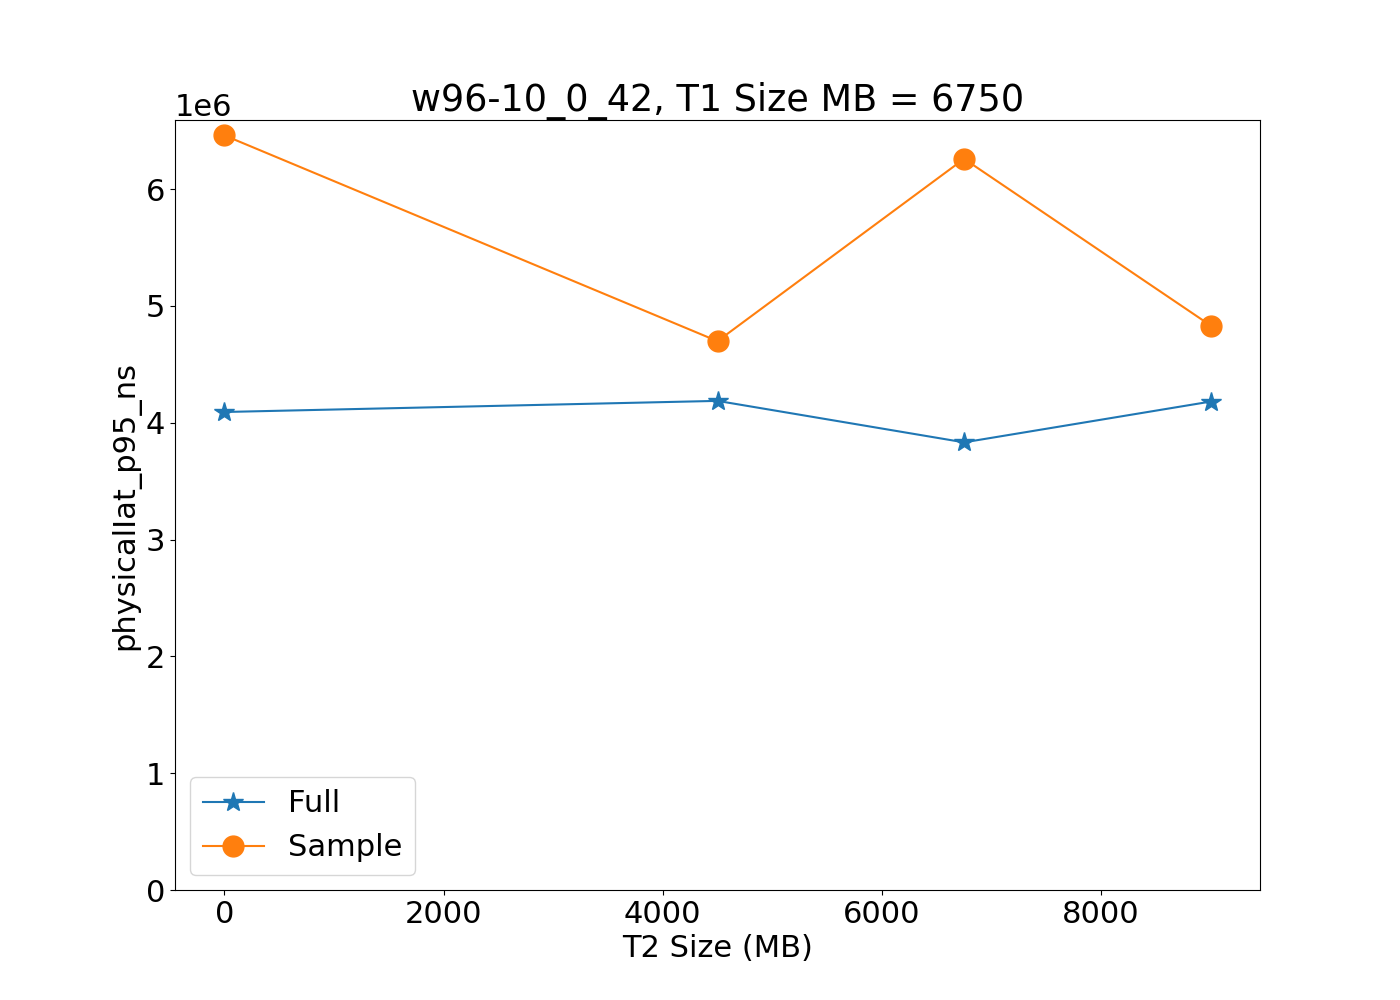 w96-10_0_42, T1 Size MB = 6750
1e6
6
5
4
3
2
1
0
physicallat_p95_ns
0 2000 4000 6000 8000
T2 Size (MB)
Full
Sample